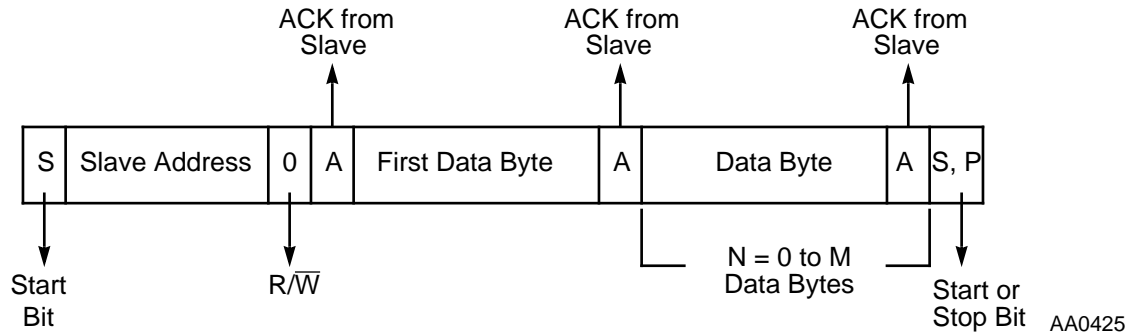 ACK from
Slave
ACK from
Slave
ACK from
Slave
S
Slave Address
0
A
First Data Byte
A
Data Byte
A
S, P
Start
Bit
R/W̅
N = 0 to M
Data Bytes
Start or
Stop Bit
AA0425